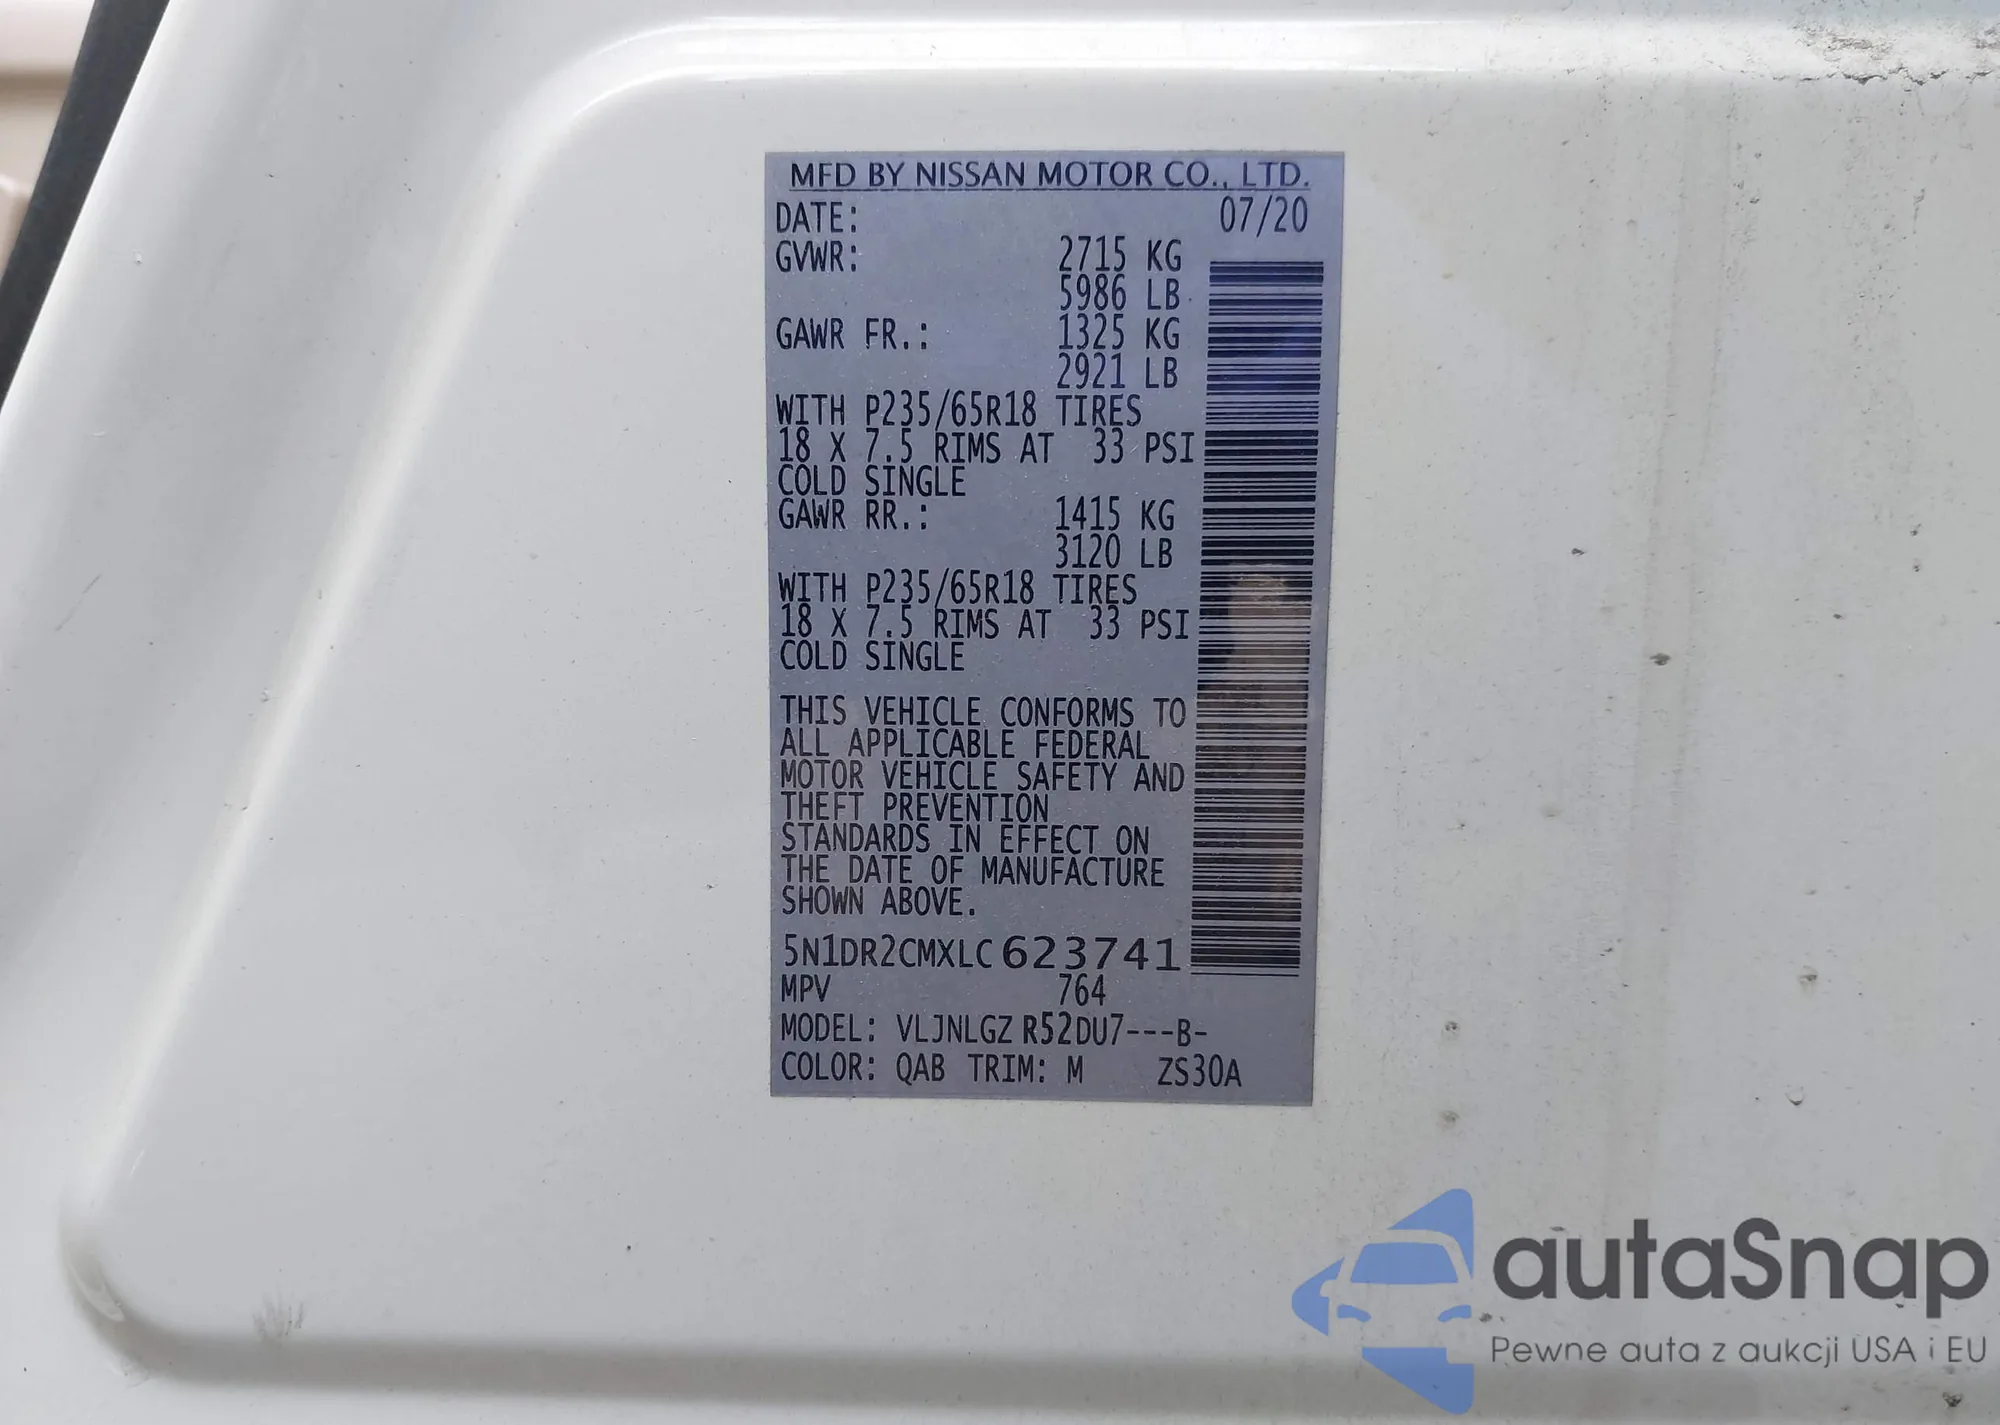 MFD BY NISSAN MOTOR CO., LTD.
DATE: 07/20
GVWR: 2715 KG
5986 LB
GAWR FR.: 1325 KG
2921 LB
WITH P235/65R18 TIRES
18 X 7.5 RIMS AT 33 PSI
COLD SINGLE
GAWR RR.: 1415 KG
3120 LB
WITH P235/65R18 TIRES
18 X 7.5 RIMS AT 33 PSI
COLD SINGLE
THIS VEHICLE CONFORMS TO
ALL APPLICABLE FEDERAL
MOTOR VEHICLE SAFETY AND
THEFT PREVENTION
STANDARDS IN EFFECT ON
THE DATE OF MANUFACTURE
SHOWN ABOVE.
5N1DR2CMXLC623741
MPV 764
MODEL: VLJNLGZ R52DU7---B-
COLOR: QAB TRIM: M ZS30A
autaSnap
Pewne auta z aukcji USA i EU